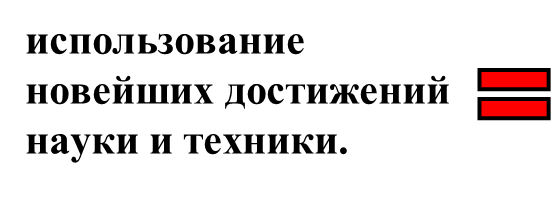 использование
новейших достижений
науки и техники.